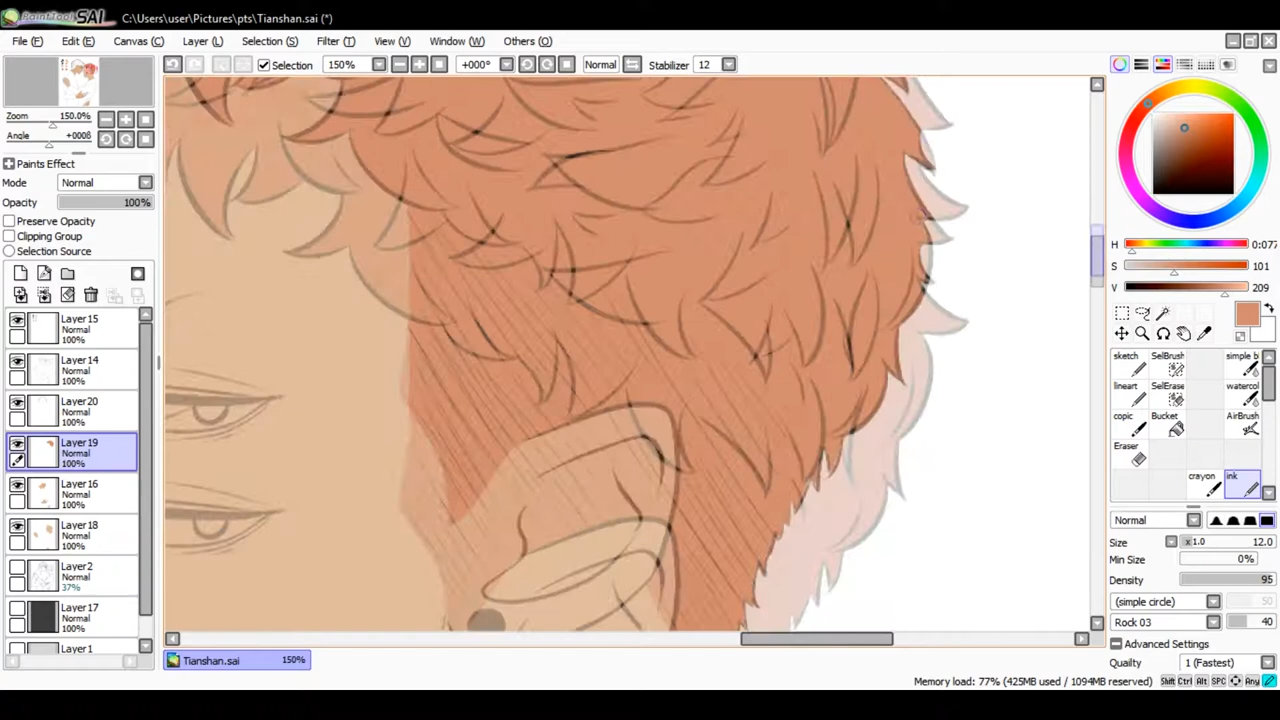 PaintTool SAI C:\Users\user\Pictures\pts\Tianshan.sai (*)
File (F) Edit (E) Canvas (C) Layer (L) Selection (S) Filter (T) View (V) Window (W) Others (O)
Selection 150% +000° Normal Stabilizer 12
Zoom 150.0%
Angle +000
Paints Effect
Mode Normal
Opacity 100%
Preserve Opacity
Clipping Group
Selection Source
Layer15
Normal
100%
Layer14
Normal
100%
Layer20
Normal
100%
Layer19
Normal
100%
Layer16
Normal
100%
Layer18
Normal
100%
Layer2
Normal
37%
Layer17
Normal
100%
Layer1
H 0:077
S 101
V 209
sketch SelBrush simple b
lineart SelErase watercol
copic Bucket AirBrush
Eraser
crayon ink
Normal
Size x1.0 12.0
Min Size 0%
Density 95
(simple circle) 50
Rock 03 40
Advanced Settings
Quality 1 (Fastest)
Tianshan.sai 150%
Memory load: 77% (425MB used / 1094MB reserved) Shift Ctrl Alt SPC Any